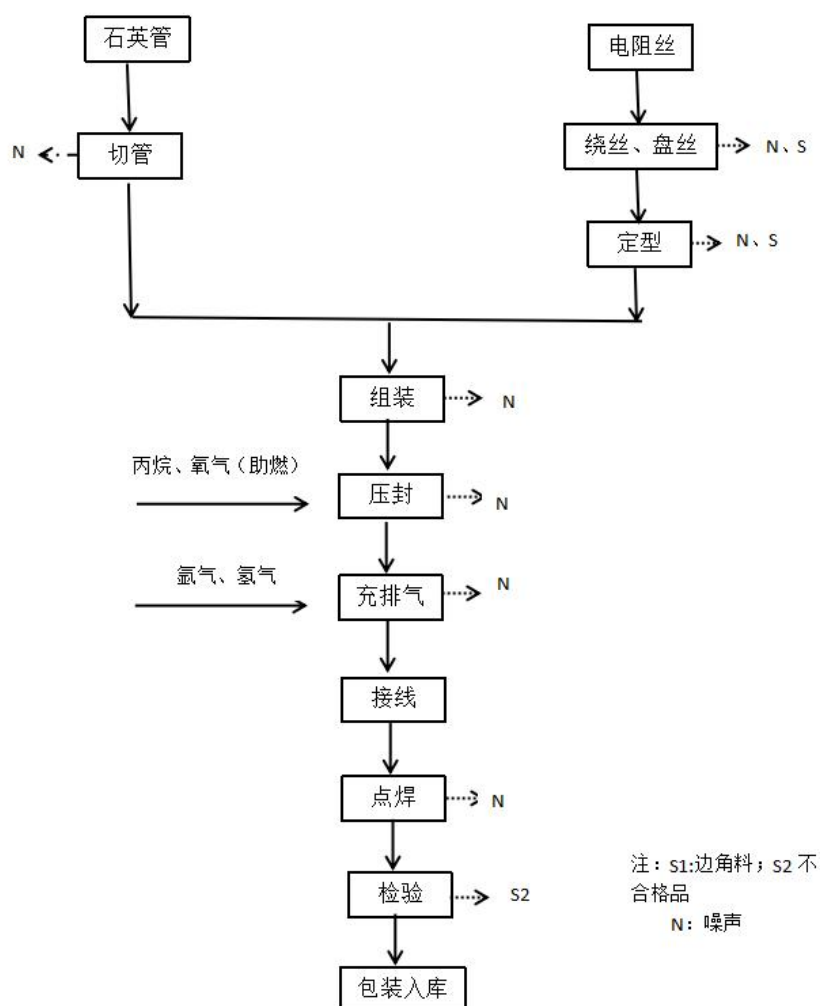 石英管
电阻丝
N
切管
绕丝、盘丝
N、S
定型
N、S
组装
N
丙烷、氧气（助燃）
压封
N
氩气、氢气
充排气
N
接线
点焊
N
检验
S2
注：S1:边角料；S2 不
合格品
N：噪声
包装入库